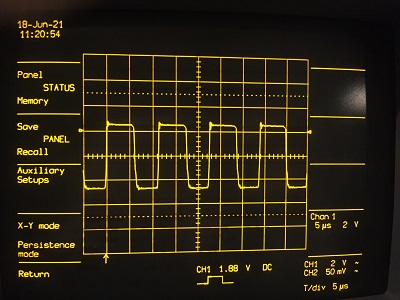 18-Jun-21
11:20:54
Panel
STATUS
Memory
Save
PANEL
Recall
Auxiliary
Setups
X-Y mode
Persistence
mode
Return
Chan 1
5 µs 2 V
CH1 1.88 V DC
CH1 2 V ~
CH2 50 mV ~
T/div 5 µs